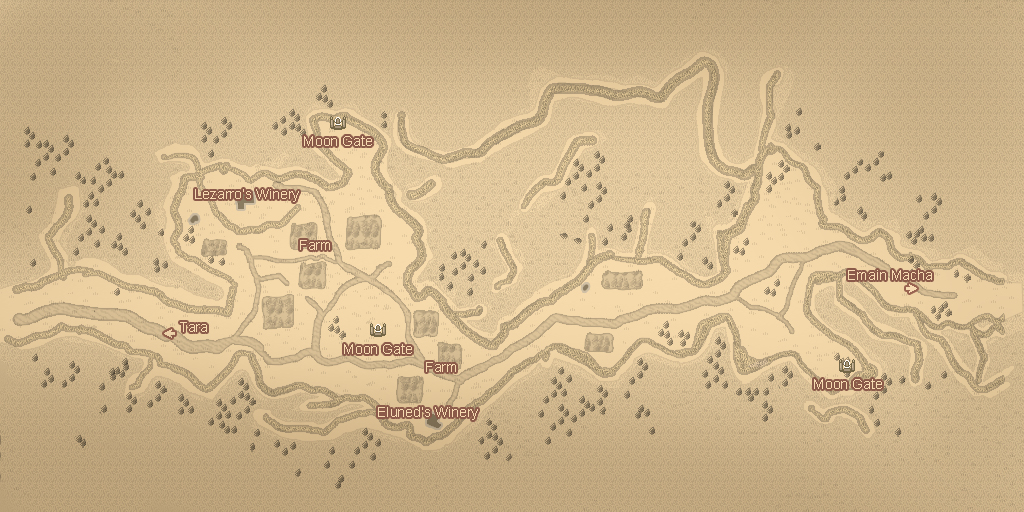 Moon Gate
Lezarro's Winery
Farm
Emain Macha
Tara
Moon Gate
Farm
Moon Gate
Eluned's Winery